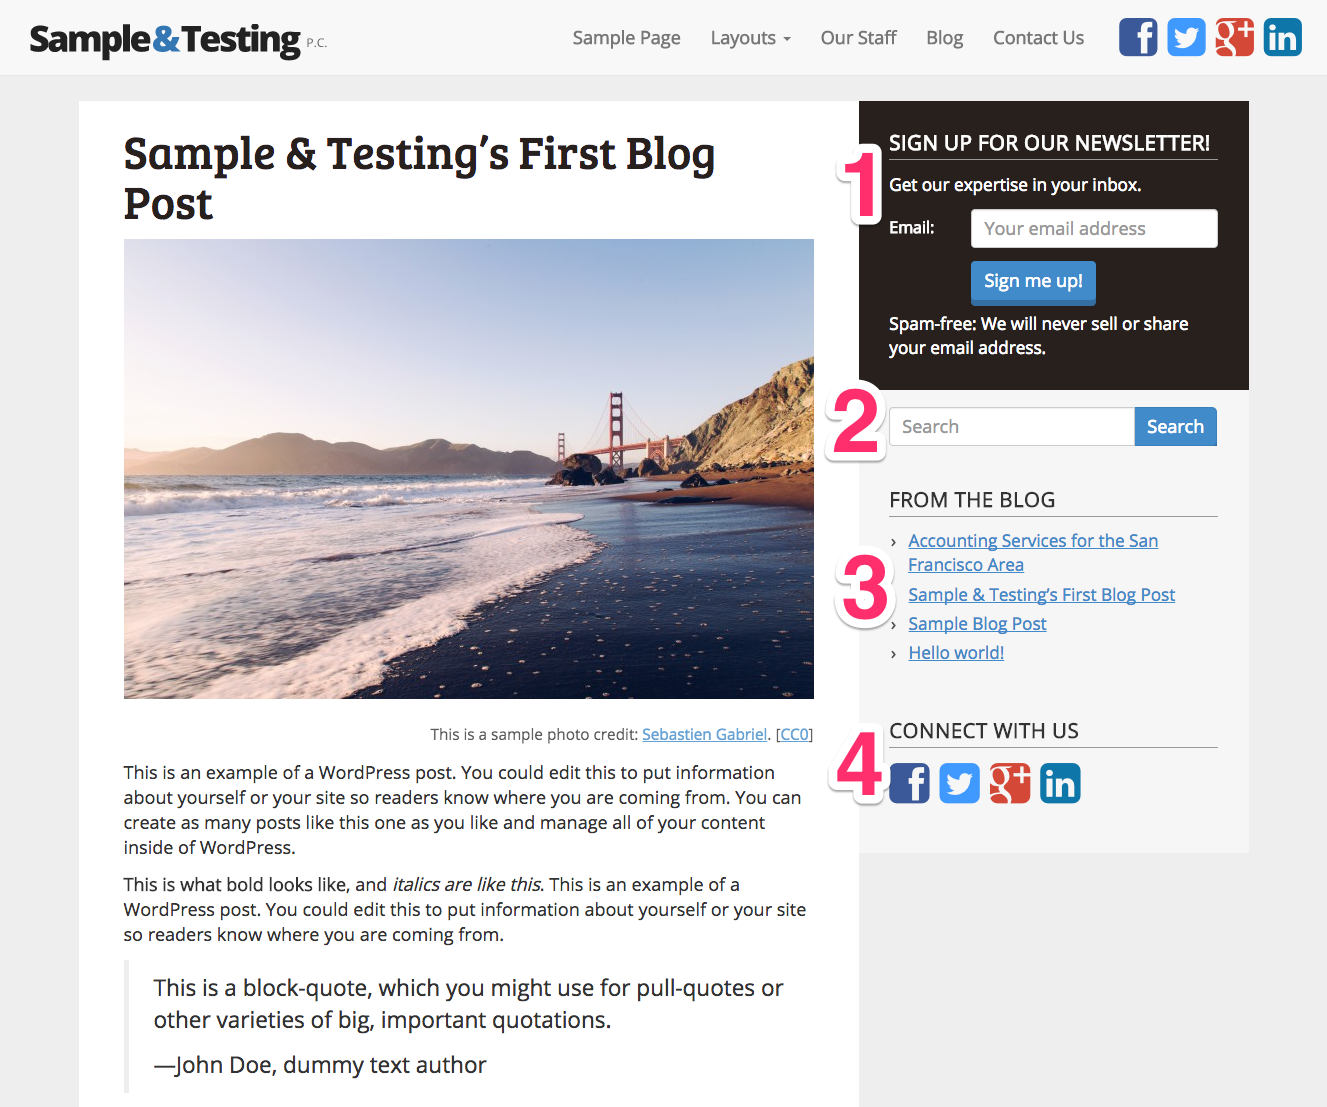 Sample&Testing P.C.
Sample Page Layouts Our Staff Blog Contact Us
Sample & Testing’s First Blog
Post
This is a sample photo credit: Sebastien Gabriel. [CC0]
This is an example of a WordPress post. You could edit this to put information
about yourself or your site so readers know where you are coming from. You can
create as many posts like this one as you like and manage all of your content
inside of WordPress.
This is what bold looks like, and italics are like this. This is an example of a
WordPress post. You could edit this to put information about yourself or your site
so readers know where you are coming from.
This is a block-quote, which you might use for pull-quotes or
other varieties of big, important quotations.
—John Doe, dummy text author
1
SIGN UP FOR OUR NEWSLETTER!
Get our expertise in your inbox.
Email: Your email address
Sign me up!
Spam-free: We will never sell or share
your email address.
2
Search Search
FROM THE BLOG
3
› Accounting Services for the San
Francisco Area
Sample & Testing’s First Blog Post
› Sample Blog Post
› Hello world!
4
CONNECT WITH US